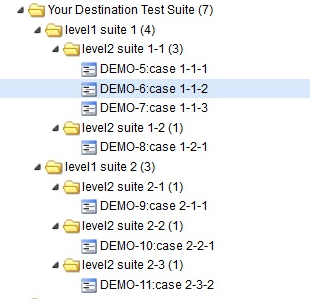 Your Destination Test Suite (7)
level1 suite 1 (4)
level2 suite 1-1 (3)
DEMO-5:case 1-1-1
DEMO-6:case 1-1-2
DEMO-7:case 1-1-3
level2 suite 1-2 (1)
DEMO-8:case 1-2-1
level1 suite 2 (3)
level2 suite 2-1 (1)
DEMO-9:case 2-1-1
level2 suite 2-2 (1)
DEMO-10:case 2-2-1
level2 suite 2-3 (1)
DEMO-11:case 2-3-2